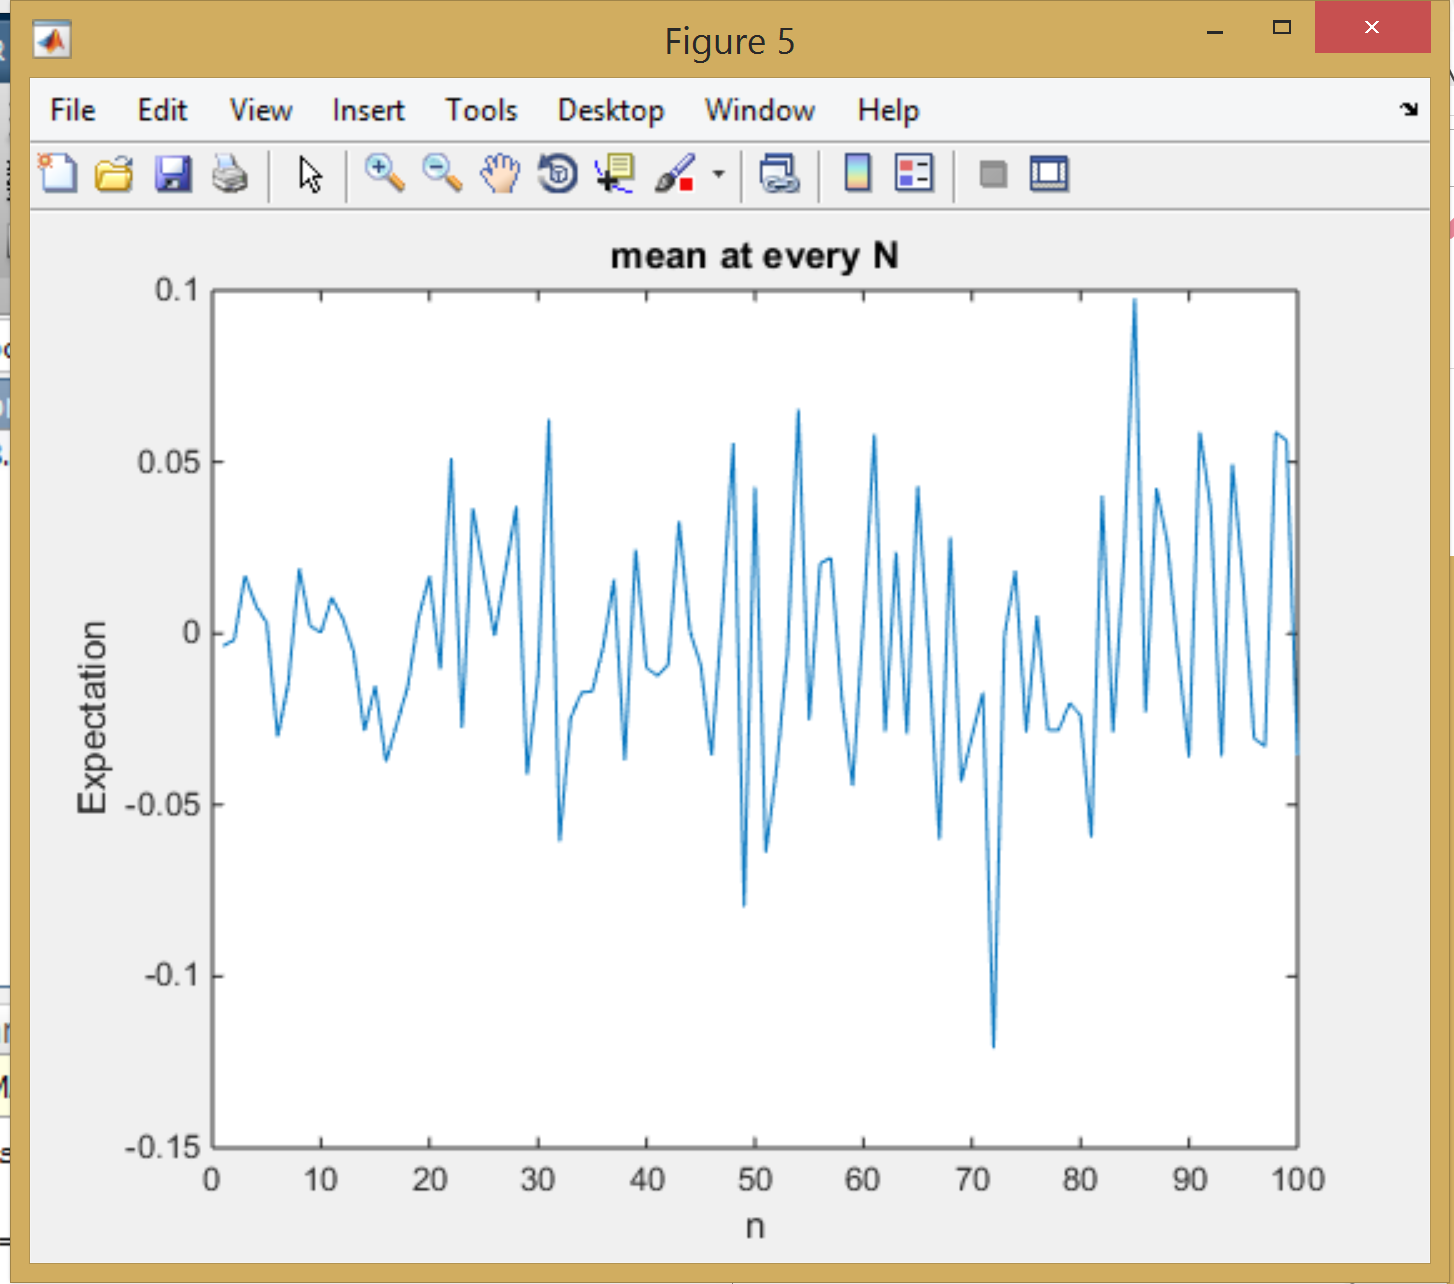 Figure 5
File Edit View Insert Tools Desktop Window Help
mean at every N
0.1
0.05
0
-0.05
-0.1
-0.15
Expectation
0 10 20 30 40 50 60 70 80 90 100
n